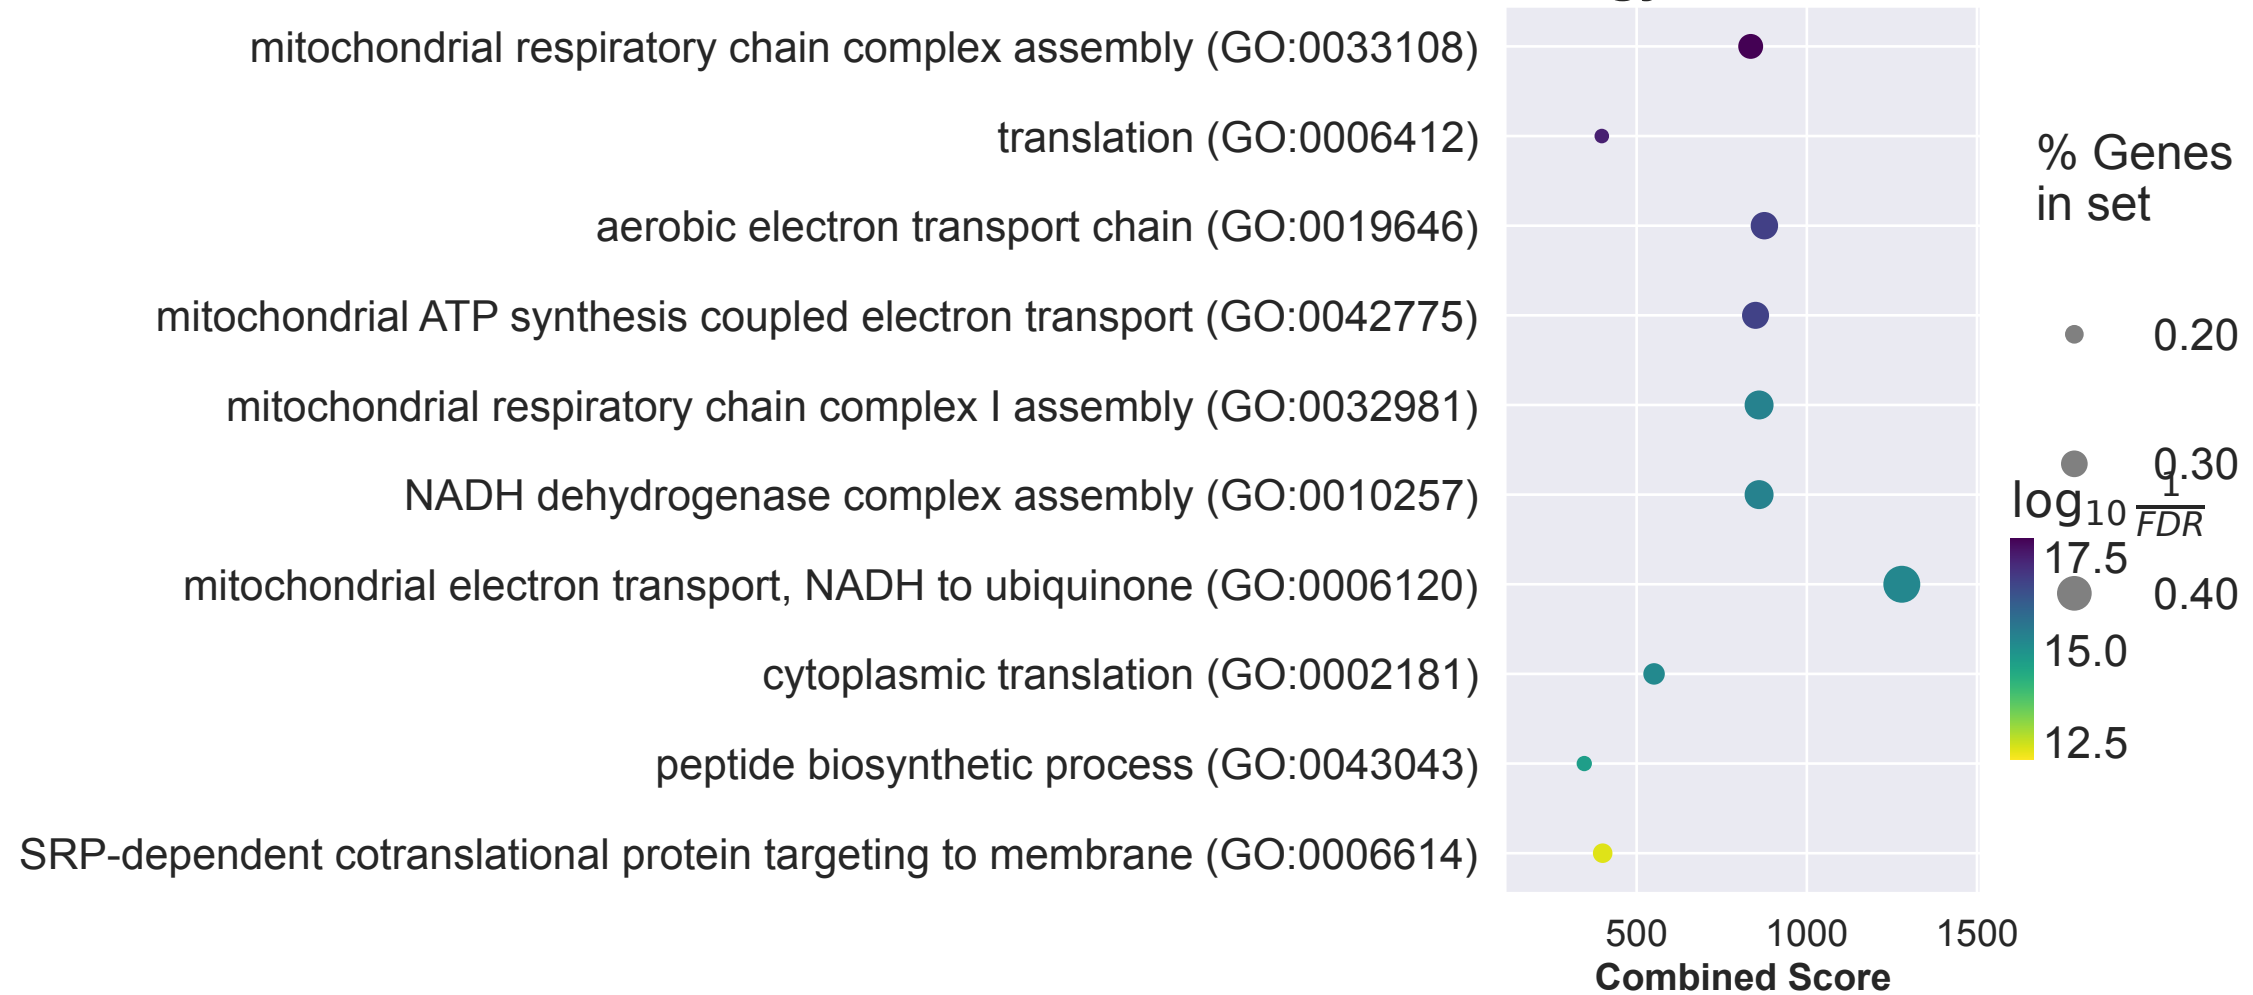 mitochondrial respiratory chain complex assembly (GO:0033108)
translation (GO:0006412)
aerobic electron transport chain (GO:0019646)
mitochondrial ATP synthesis coupled electron transport (GO:0042775)
mitochondrial respiratory chain complex I assembly (GO:0032981)
NADH dehydrogenase complex assembly (GO:0010257)
mitochondrial electron transport, NADH to ubiquinone (GO:0006120)
cytoplasmic translation (GO:0002181)
peptide biosynthetic process (GO:0043043)
SRP-dependent cotranslational protein targeting to membrane (GO:0006614)
500 1000 1500
Combined Score
% Genes
in set
0.20
0.30
0.40
log₁₀ 1/FDR
17.5
15.0
12.5